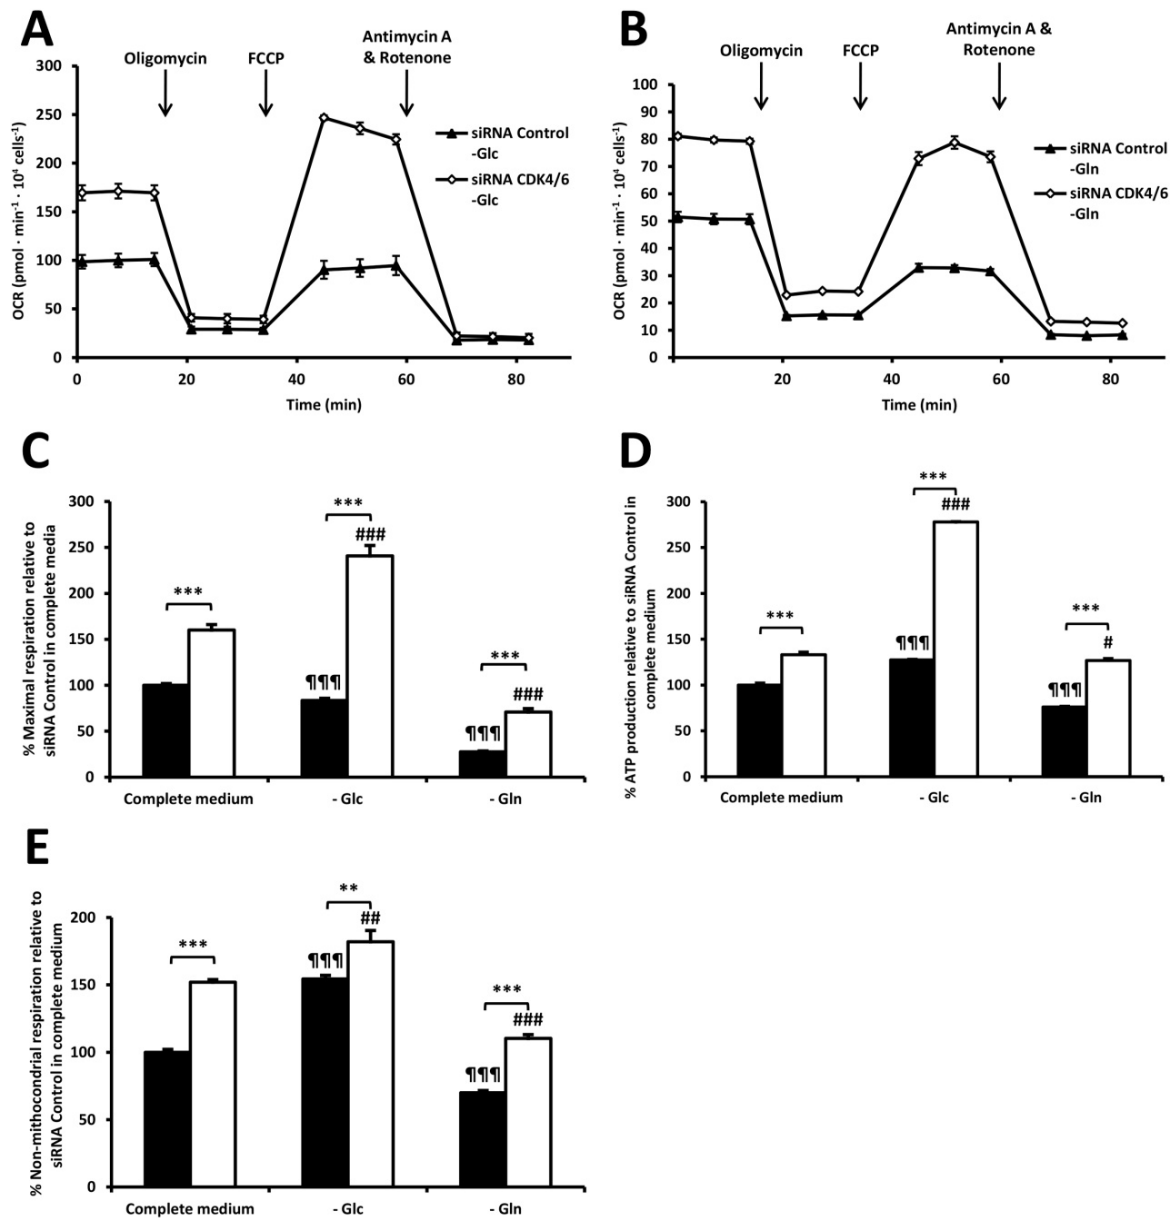 A
Oligomycin
FCCP
Antimycin A
& Rotenone
OCR (pmol · min⁻¹ · 10⁴ cells⁻¹)
300
250
200
150
100
50
0
0
20
40
60
80
Time (min)
siRNA Control
-Glc
siRNA CDK4/6
-Glc
B
Oligomycin
FCCP
Antimycin A &
Rotenone
OCR (pmol · min⁻¹ · 10⁴ cells⁻¹)
100
90
80
70
60
50
40
30
20
10
0
20
40
60
80
Time (min)
siRNA Control
-Gln
siRNA CDK4/6
-Gln
C
% Maximal respiration relative to
siRNA Control in complete media
300
250
200
150
100
50
0
***
***
###
¶¶¶
***
###
¶¶¶
Complete medium
- Glc
- Gln
D
% ATP production relative to siRNA Control in
complete medium
300
250
200
150
100
50
0
***
***
###
¶¶¶
***
#
¶¶¶
Complete medium
- Glc
- Gln
E
% Non-mithocondrial respiration relative to
siRNA Control in complete medium
200
150
100
50
0
***
**
##
¶¶¶
***
###
¶¶¶
Complete medium
- Glc
- Gln